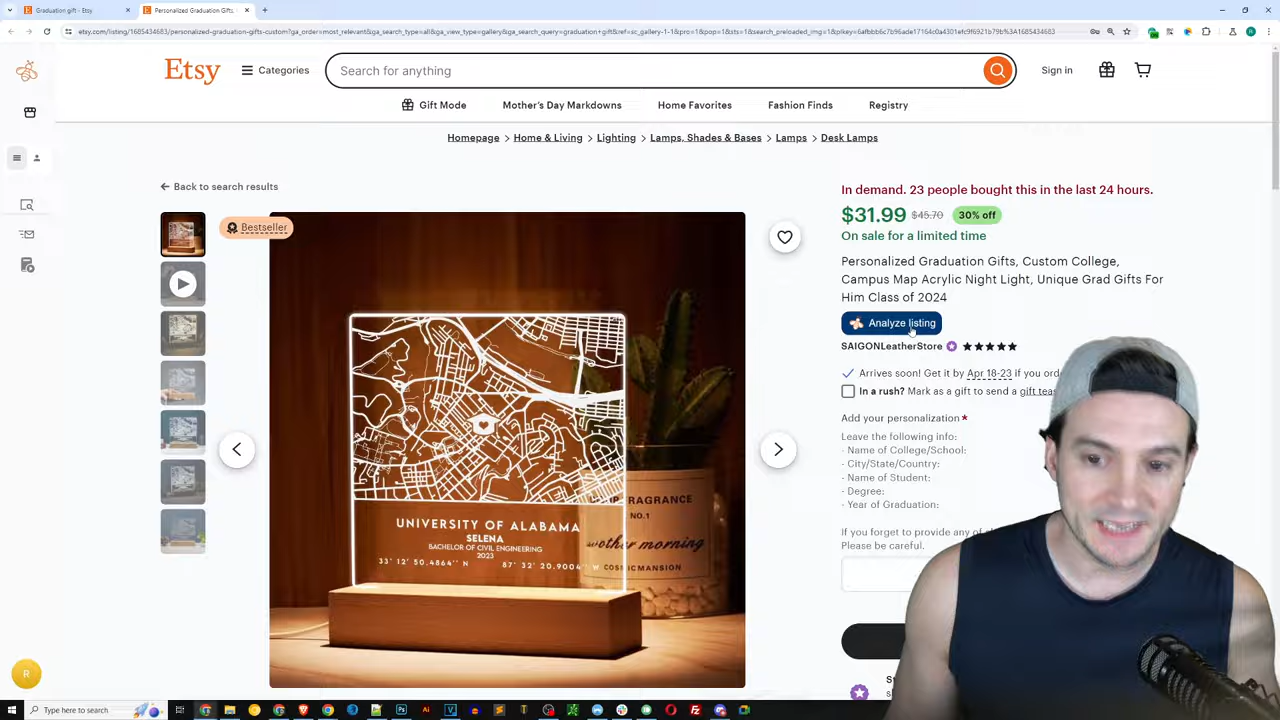 Graduation gift - Etsy
Personalized Graduation Gifts,
etsy.com/listing/1685434683/personalized-graduation-gifts-custom?ga_order=most_relevant&ga_search_type=all&ga_view_type=gallery&ga_search_query=graduation+gift&ref=sc_gallery-1-1&pro=1&pop=1&sts=1&search_preloaded_img=1&plkey=
Etsy
Categories
Search for anything
Sign in
Gift Mode
Mother's Day Markdowns
Home Favorites
Fashion Finds
Registry
Homepage > Home & Living > Lighting > Lamps, Shades & Bases > Lamps > Desk Lamps
Back to search results
Bestseller
UNIVERSITY OF ALABAMA
SELENA
BACHELOR OF CIVIL ENGINEERING
2023
33° 12' 50.4864'' N 87° 32' 20.9004'' W
RAGRANCE
NO.1
other morning
COSMICMANSION
In demand. 23 people bought this in the last 24 hours.
$31.99 $45.70 30% off
On sale for a limited time
Personalized Graduation Gifts, Custom College,
Campus Map Acrylic Night Light, Unique Grad Gifts For
Him Class of 2024
Analyze listing
SAIGONLeatherStore
Arrives soon! Get it by Apr 18-23 if you ord
In a rush? Mark as a gift to send a gift teas
Add your personalization *
Leave the following info:
- Name of College/School:
- City/State/Country:
- Name of Student:
- Degree:
- Year of Graduation:
If you forget to provide any of
Please be careful.
R
Type here to search